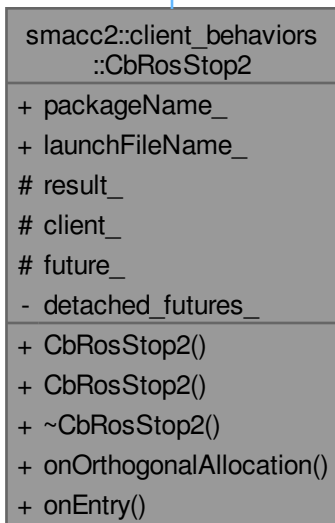 smacc2::client_behaviors
::CbRosStop2
+ packageName_
+ launchFileName_
# result_
# client_
# future_
- detached_futures_
+ CbRosStop2()
+ CbRosStop2()
+ ~CbRosStop2()
+ onOrthogonalAllocation()
+ onEntry()